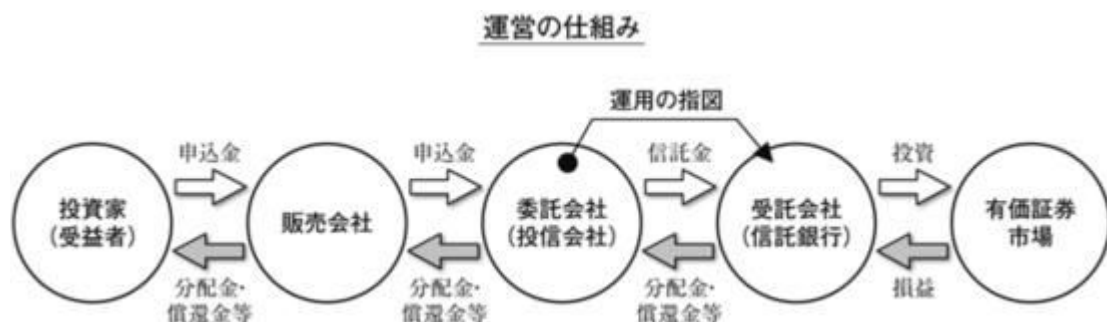 運営の仕組み
運用の指図
申込金
申込金
信託金
投資
投資家
(受益者)
販売会社
委託会社
(投信会社)
受託会社
(信託銀行)
有価証券
市場
分配金・
償還金等
分配金・
償還金等
分配金・
償還金等
損益